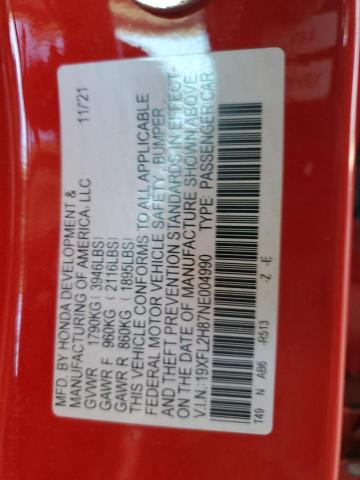 MFD. BY HONDA DEVELOPMENT &
MANUFACTURING OF AMERICA, LLC 11/21
GVWR 1790KG (3946LBS)
GAWR F 960KG (2116LBS)
GAWR R 860KG (1895LBS)
THIS VEHICLE CONFORMS TO ALL APPLICABLE
FEDERAL MOTOR VEHICLE SAFETY, BUMPER,
AND THEFT PREVENTION STANDARDS IN EFFECT
ON THE DATE OF MANUFACTURE SHOWN ABOVE.
V.I.N.:19XFL2H87NE004990 TYPE: PASSENGER CAR
T49 N AB6 -R513 -Z -E